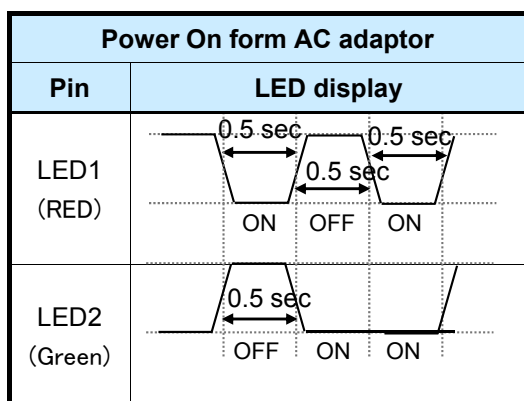 Power On form AC adaptor
Pin LED display
0.5 sec 0.5 sec
LED1 0.5 sec
（RED） ON OFF ON
0.5 sec
LED2
（Green） OFF ON ON